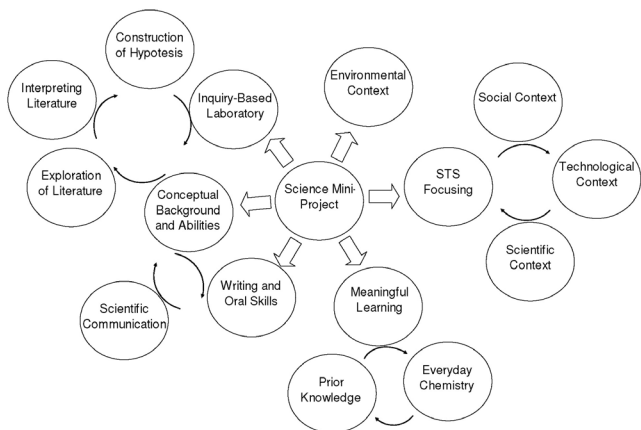 Construction
of Hypotesis
Interpreting
Literature
Inquiry-Based
Laboratory
Exploration
of Literature
Conceptual
Background
and Abilities
Scientific
Communication
Writing and
Oral Skills
Science Mini-
Project
Environmental
Context
Meaningful
Learning
Prior
Knowledge
Everyday
Chemistry
STS
Focusing
Social Context
Technological
Context
Scientific
Context